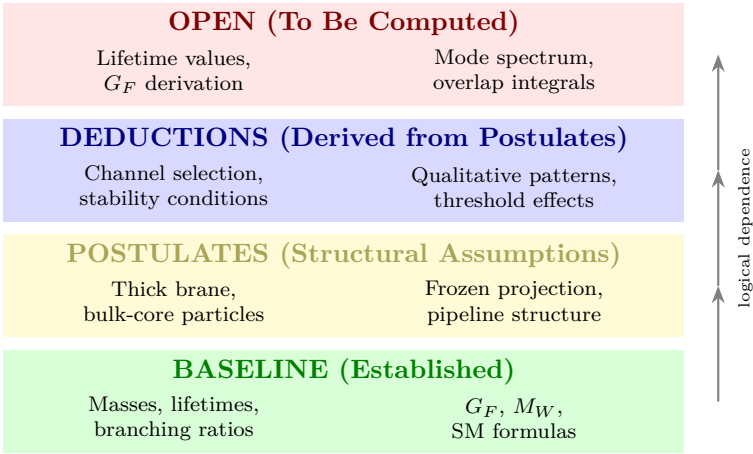 OPEN (To Be Computed)
Lifetime values,
G_F derivation
Mode spectrum,
overlap integrals
DEDUCTIONS (Derived from Postulates)
Channel selection,
stability conditions
Qualitative patterns,
threshold effects
POSTULATES (Structural Assumptions)
Thick brane,
bulk-core particles
Frozen projection,
pipeline structure
BASELINE (Established)
Masses, lifetimes,
branching ratios
G_F, M_W,
SM formulas
logical dependence